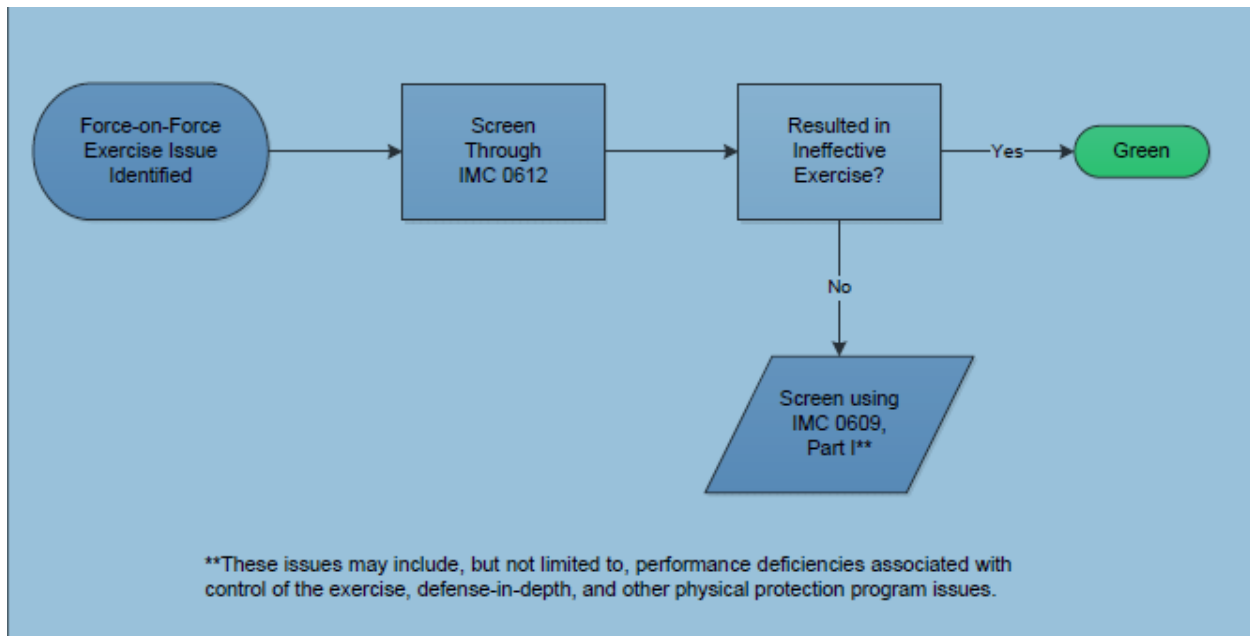 Force-on-Force
Exercise Issue
Identified
Screen
Through
IMC 0612
Resulted in
Ineffective
Exercise?
Yes
Green
No
Screen using
IMC 0609,
Part I**
**These issues may include, but not limited to, performance deficiencies associated with
control of the exercise, defense-in-depth, and other physical protection program issues.